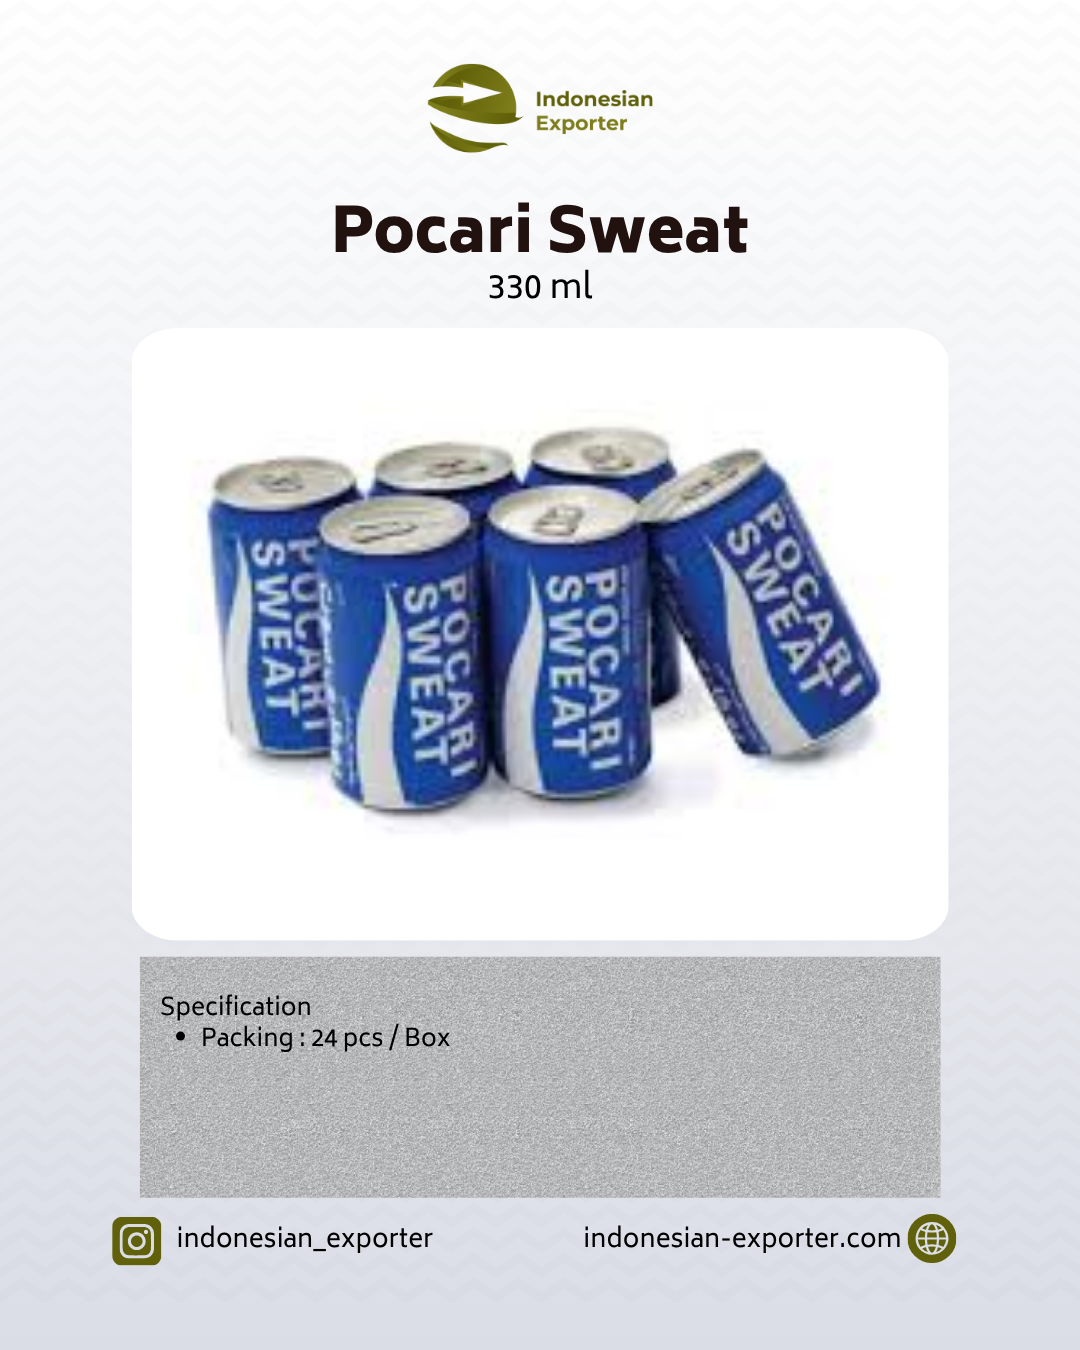 Indonesian
Exporter
Pocari Sweat
330 ml
POCARI
SWEAT
POCARI
SWEAT
POCARI
SWEAT
POCARI
SWEAT
Specification
• Packing : 24 pcs / Box
indonesian_exporter
indonesian-exporter.com